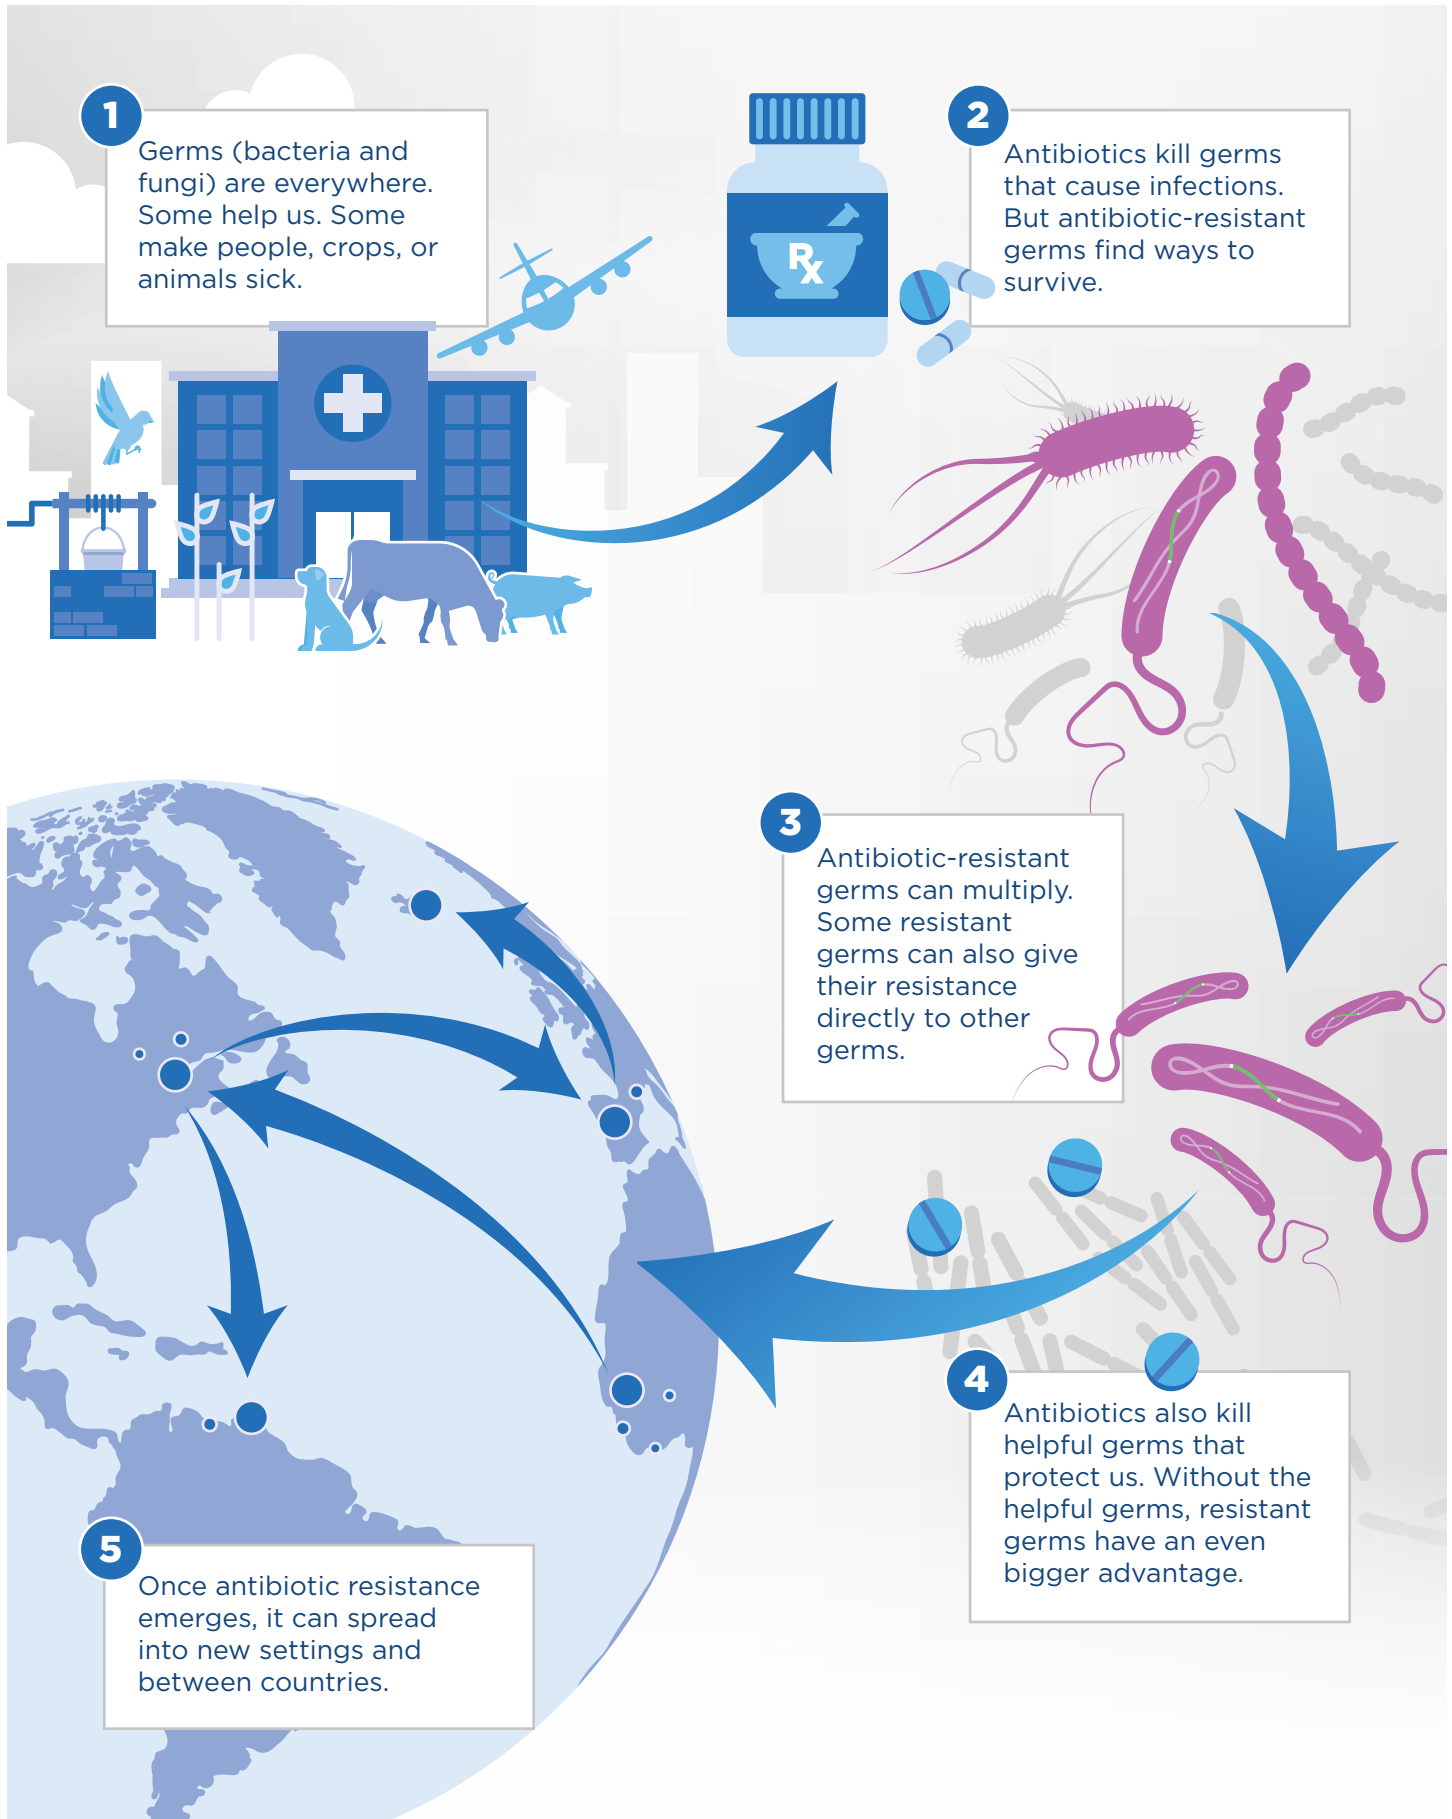 1
Germs (bacteria and
fungi) are everywhere.
Some help us. Some
make people, crops, or
animals sick.
Rx
2
Antibiotics kill germs
that cause infections.
But antibiotic-resistant
germs find ways to
survive.
3
Antibiotic-resistant
germs can multiply.
Some resistant
germs can also give
their resistance
directly to other
germs.
4
Antibiotics also kill
helpful germs that
protect us. Without the
helpful germs, resistant
germs have an even
bigger advantage.
5
Once antibiotic resistance
emerges, it can spread
into new settings and
between countries.